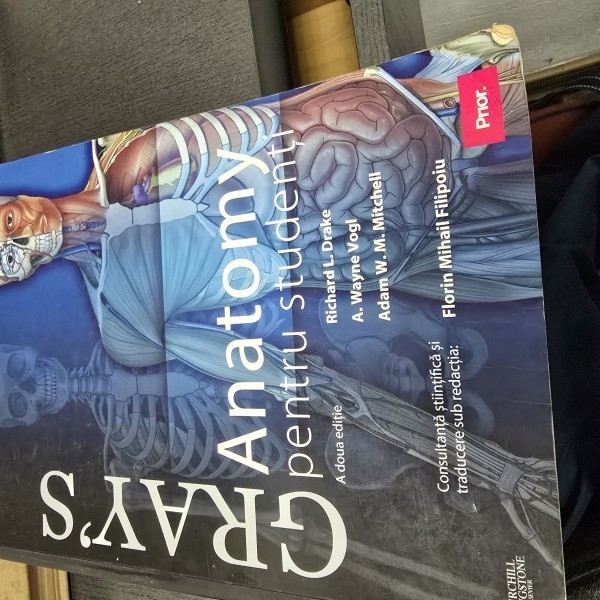 GRAY'S
Anatomy
pentru studenți
A doua ediție
Richard L. Drake
A. Wayne Vogl
Adam W. M. Mitchell
Consultanță științifică și
traducere sub redacția:
Florin Mihail Filipoiu
Prior.